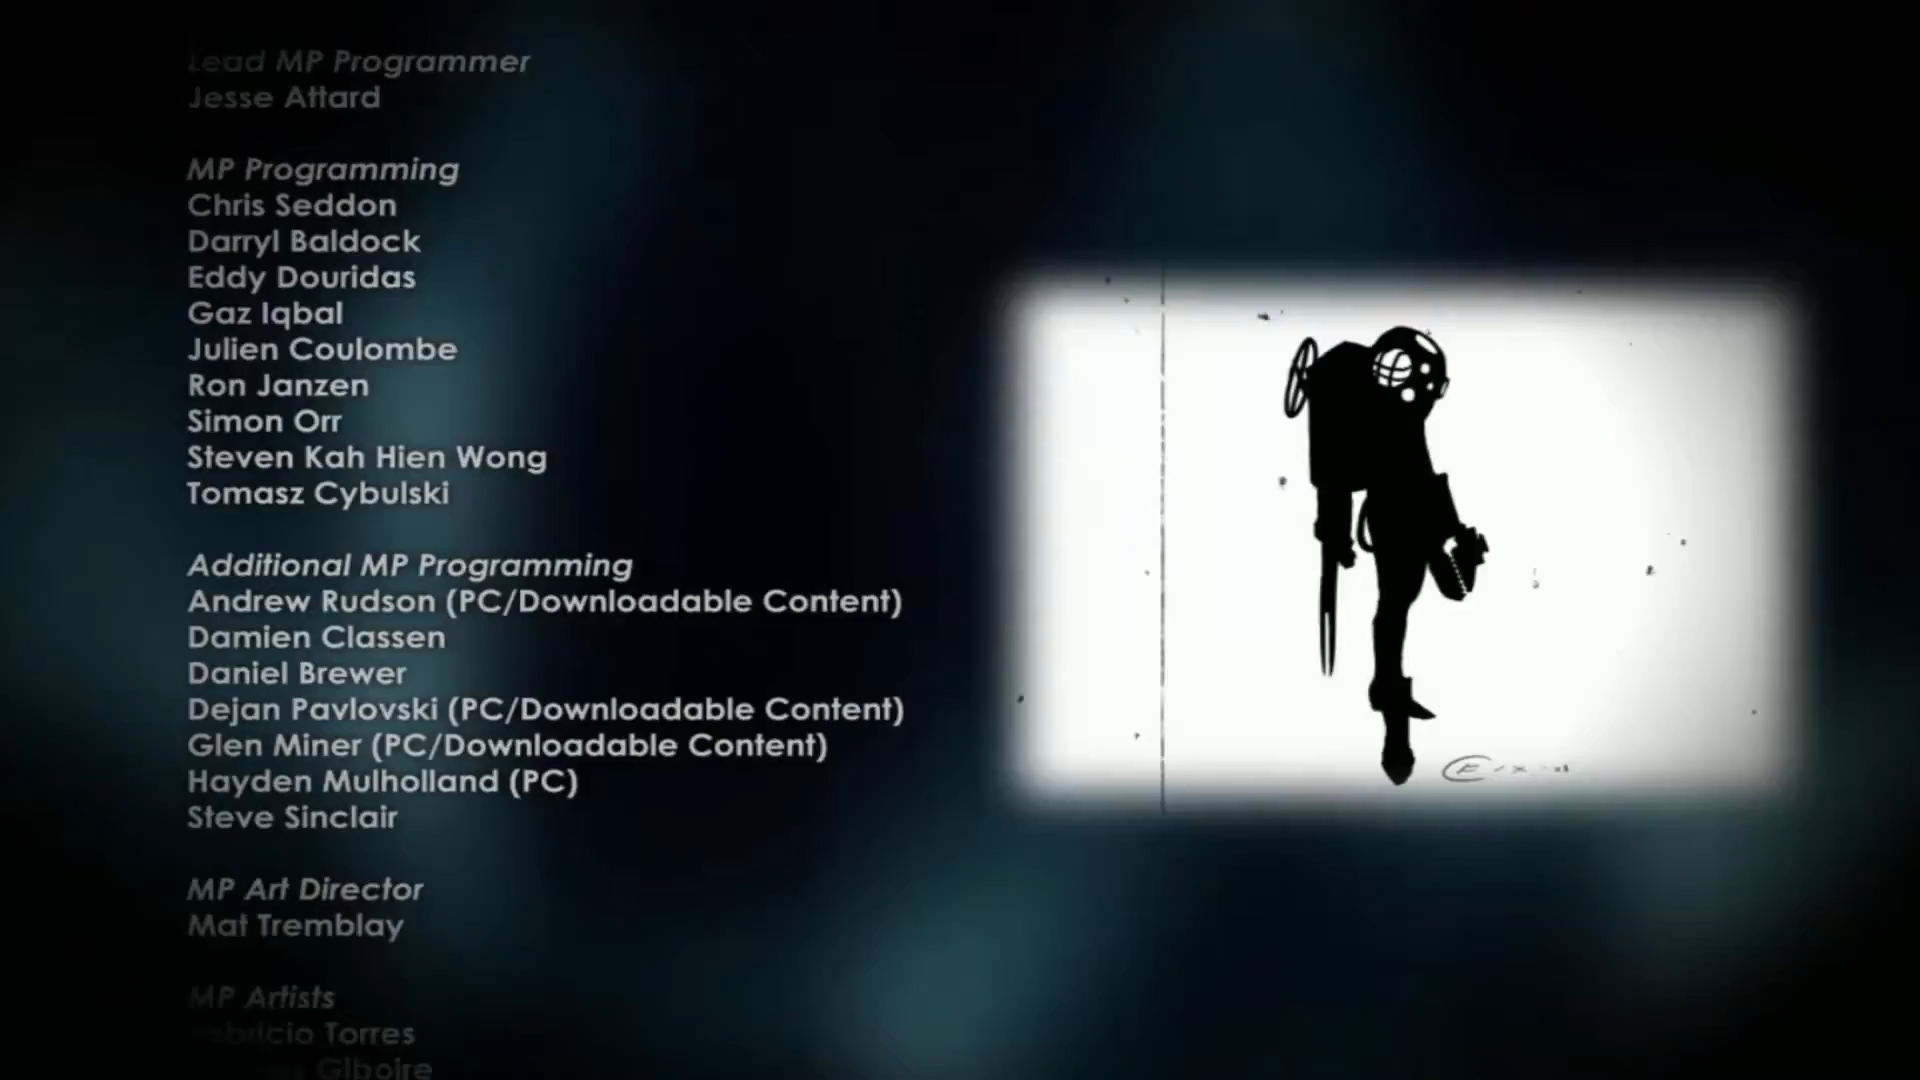 Lead MP Programmer
Jesse Attard
MP Programming
Chris Seddon
Darryl Baldock
Eddy Douridas
Gaz Iqbal
Julien Coulombe
Ron Janzen
Simon Orr
Steven Kah Hien Wong
Tomasz Cybulski
Additional MP Programming
Andrew Rudson (PC/Downloadable Content)
Damien Classen
Daniel Brewer
Dejan Pavlovski (PC/Downloadable Content)
Glen Miner (PC/Downloadable Content)
Hayden Mulholland (PC)
Steve Sinclair
MP Art Director
Mat Tremblay
MP Artists
Torres
Glboire